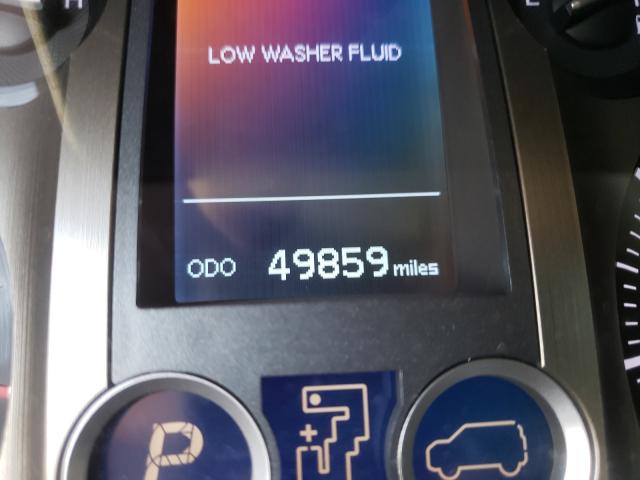 H
E
LOW WASHER FLUID
ODO 49859 miles
P
+